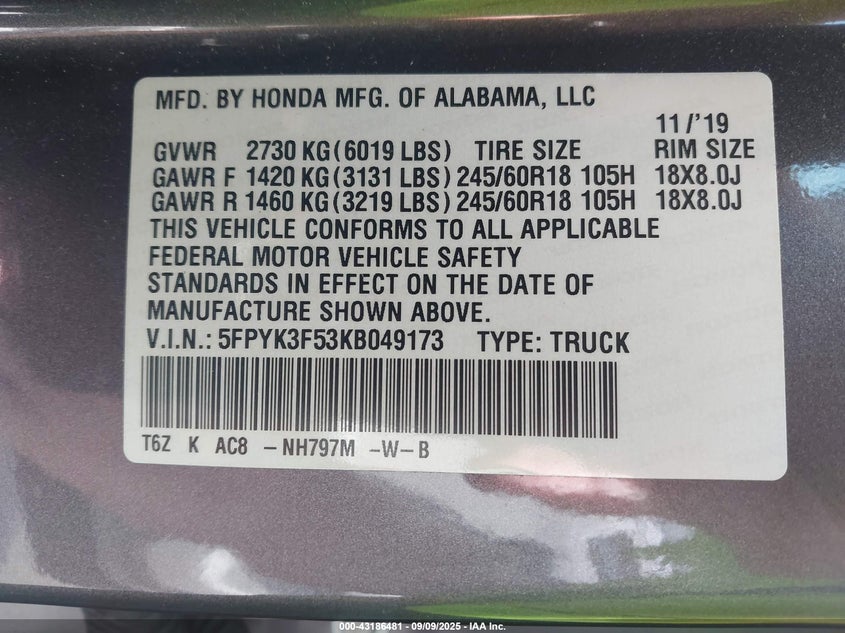 MFD. BY HONDA MFG. OF ALABAMA, LLC
11/'19
GVWR 2730 KG(6019 LBS) TIRE SIZE RIM SIZE
GAWR F 1420 KG(3131 LBS) 245/60R18 105H 18X8.0J
GAWR R 1460 KG(3219 LBS) 245/60R18 105H 18X8.0J
THIS VEHICLE CONFORMS TO ALL APPLICABLE
FEDERAL MOTOR VEHICLE SAFETY
STANDARDS IN EFFECT ON THE DATE OF
MANUFACTURE SHOWN ABOVE.
V.I.N.: 5FPYK3F53KB049173 TYPE: TRUCK
T6Z K AC8 -NH797M -W-B
000-43186481 - 09/09/2025 - IAA Inc.